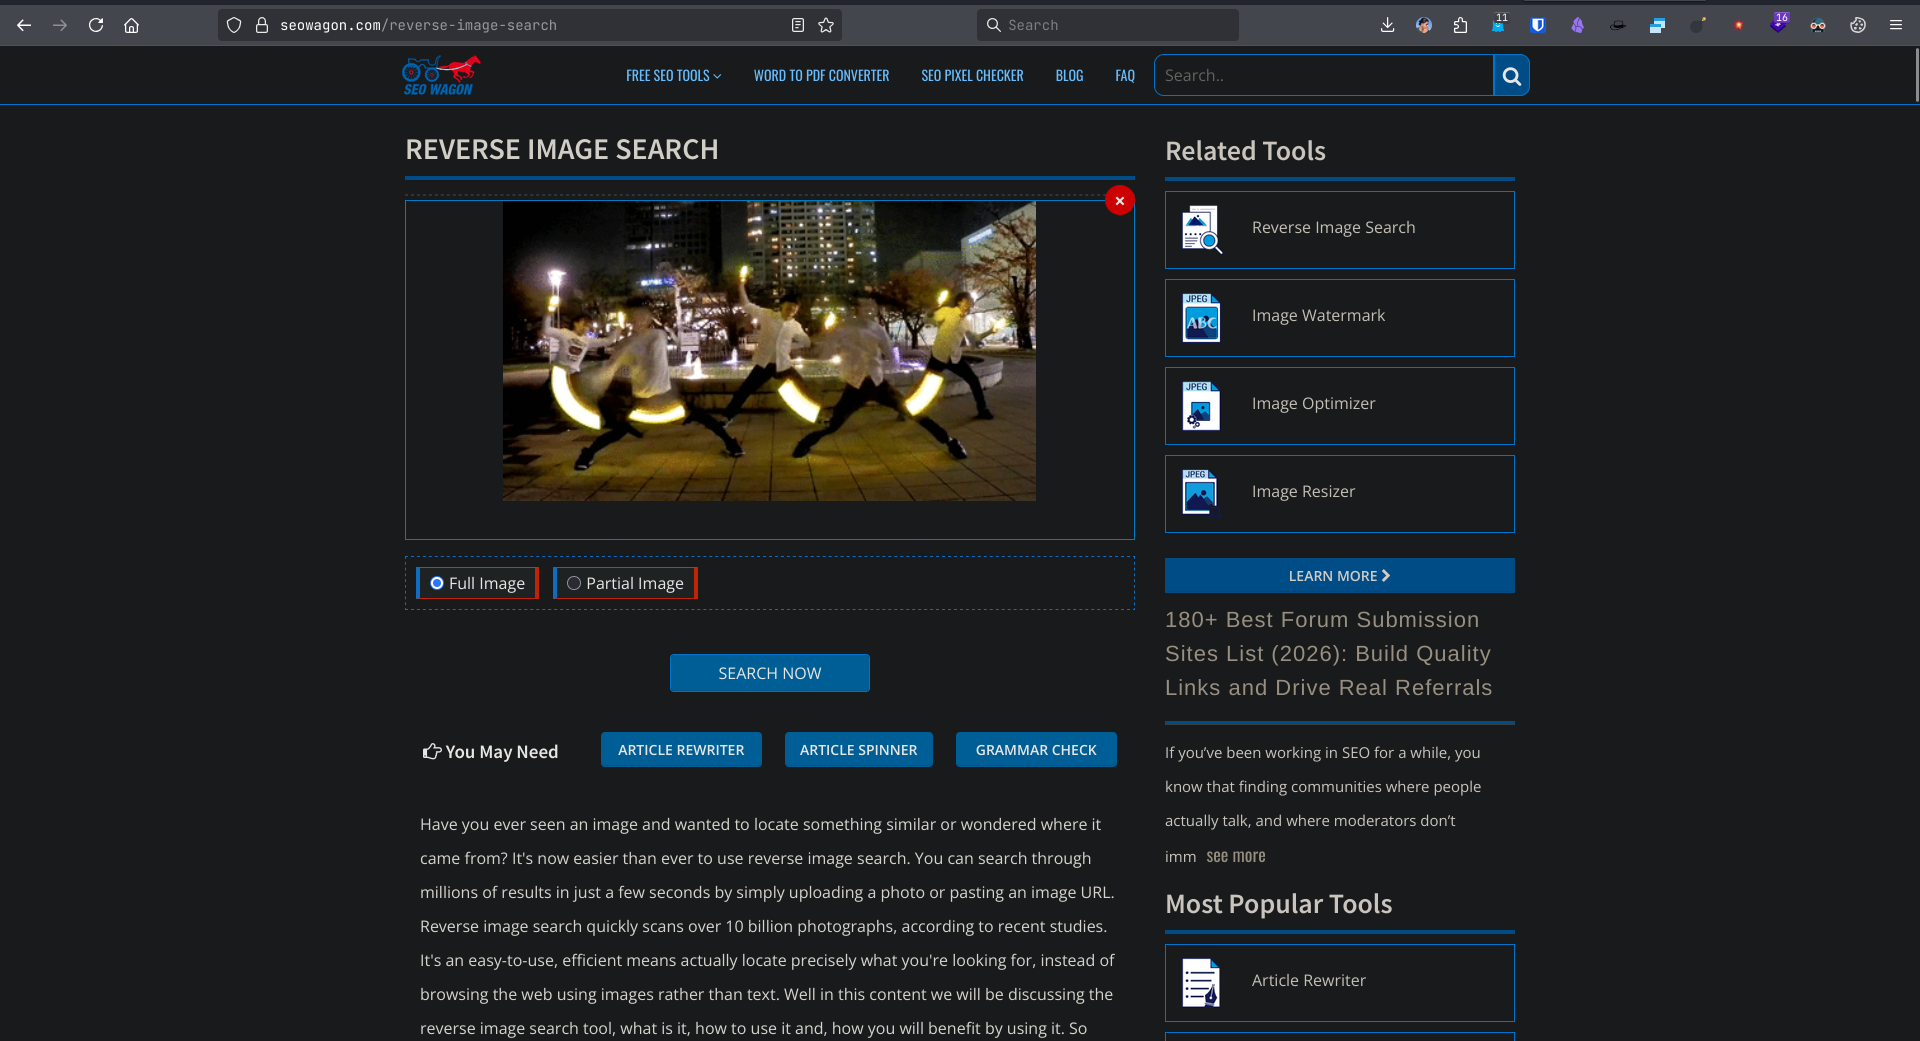 seowagon.com/reverse-image-search
Search
11
16
SEO WAGON
FREE SEO TOOLS
WORD TO PDF CONVERTER
SEO PIXEL CHECKER
BLOG
FAQ
Search..
REVERSE IMAGE SEARCH
Full Image
Partial Image
SEARCH NOW
You May Need
ARTICLE REWRITER
ARTICLE SPINNER
GRAMMAR CHECK
Have you ever seen an image and wanted to locate something similar or wondered where it
came from? It's now easier than ever to use reverse image search. You can search through
millions of results in just a few seconds by simply uploading a photo or pasting an image URL.
Reverse image search quickly scans over 10 billion photographs, according to recent studies.
It's an easy-to-use, efficient means actually locate precisely what you're looking for, instead of
browsing the web using images rather than text. Well in this content we will be discussing the
reverse image search tool, what is it, how to use it and, how you will benefit by using it. So
Related Tools
Reverse Image Search
JPEG
ABC
Image Watermark
JPEG
Image Optimizer
JPEG
Image Resizer
LEARN MORE
180+ Best Forum Submission
Sites List (2026): Build Quality
Links and Drive Real Referrals
If you’ve been working in SEO for a while, you
know that finding communities where people
actually talk, and where moderators don’t
imm see more
Most Popular Tools
Article Rewriter